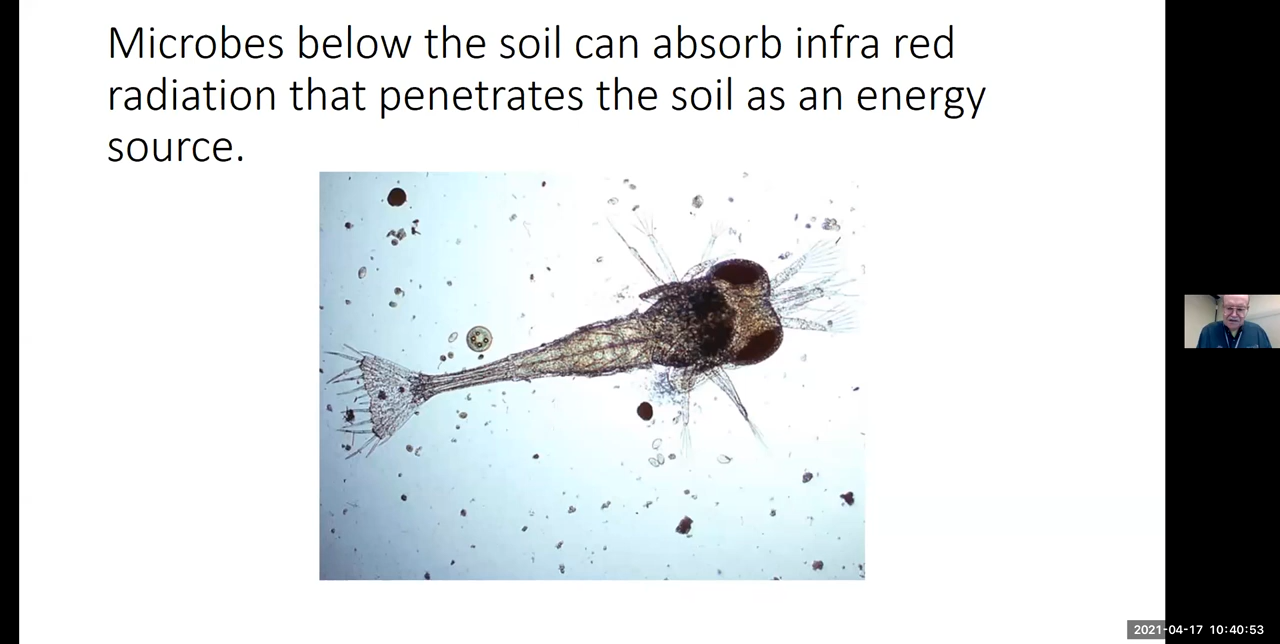 Microbes below the soil can absorb infra red
radiation that penetrates the soil as an energy
source.
2021-04-17 10:40:53